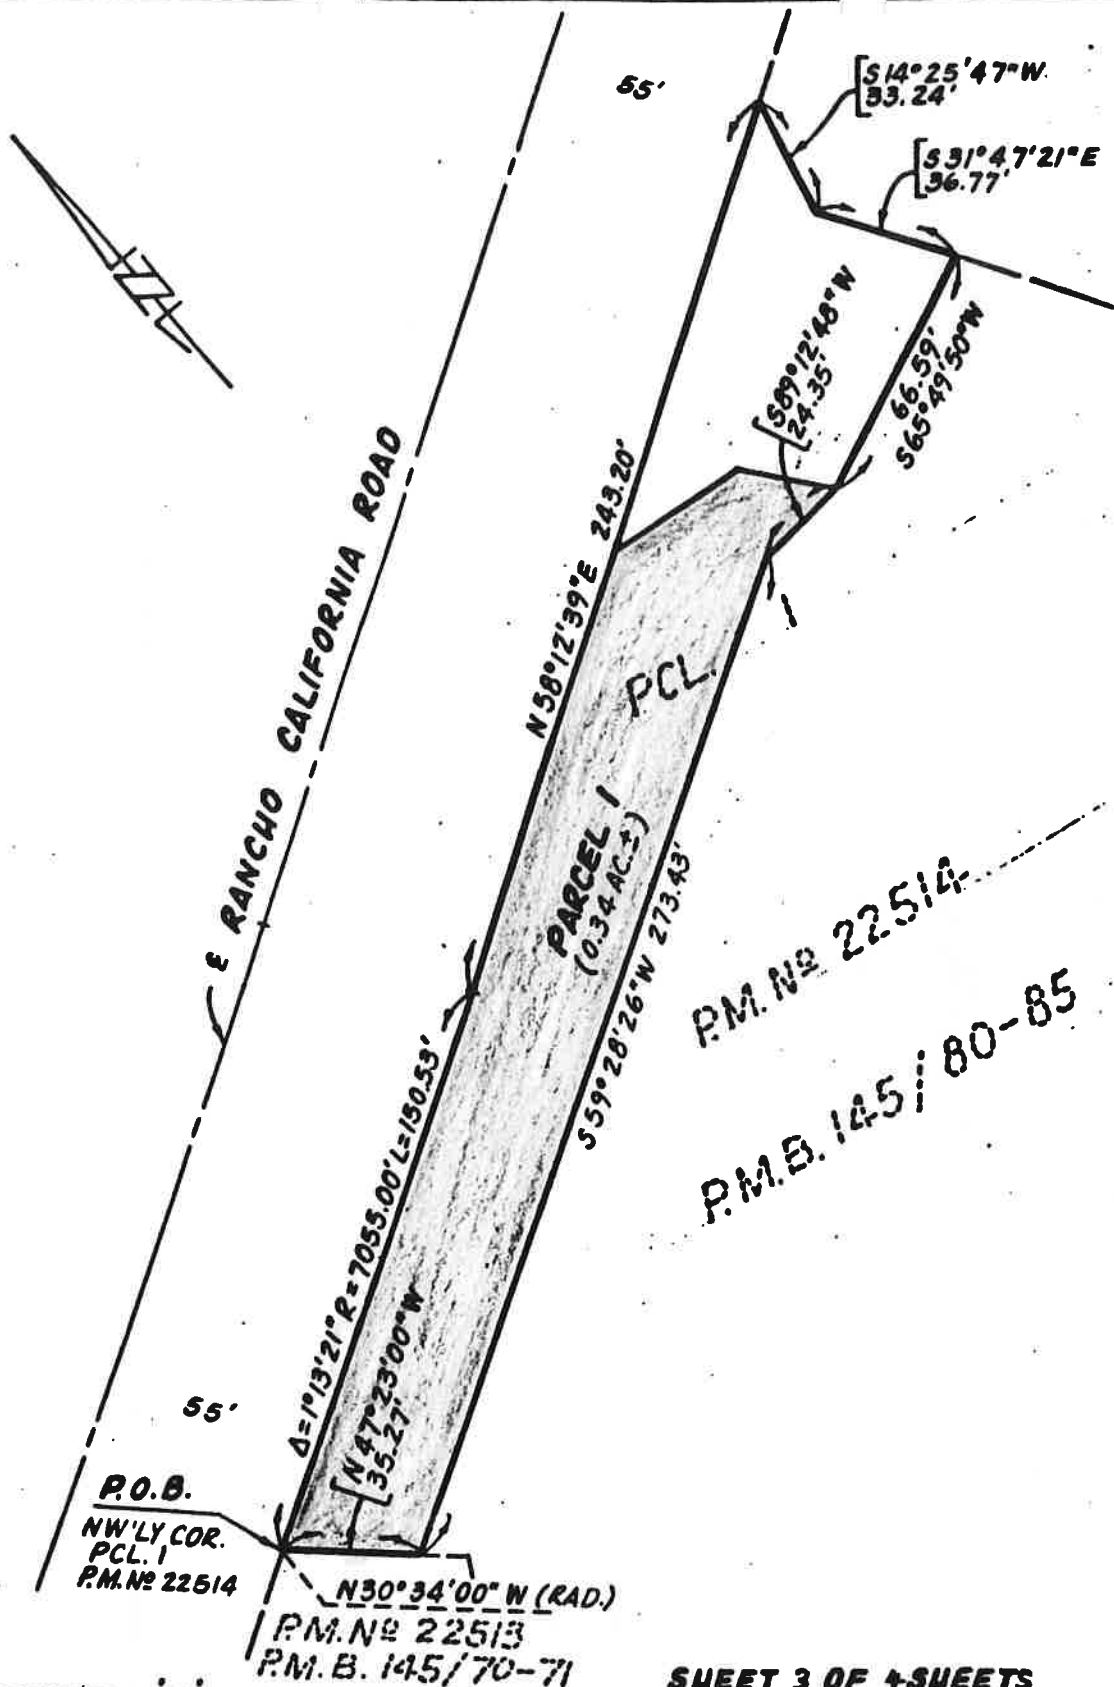 55'
S14°25'47"W
33.24'
S31°47'21"E
36.77'
S89°12'48"W
24.35'
66.59'
S65°49'50"W
N58°12'39"E 243.20'
℄ RANCHO CALIFORNIA ROAD
PCL. 1
PARCEL 1
(0.34 AC.±)
S59°28'26"W 273.43'
P.M. Nº 22514
P.M.B. 145/80-85
Δ=1°13'21" R=7055.00' L=150.53'
N47°23'00"W
35.27'
55'
P.O.B.
NW'LY COR.
PCL. 1
P.M. Nº 22514
N30°34'00" W (RAD.)
P.M. Nº 22513
P.M.B. 145/70-71
SHEET 3 OF 4 SHEETS